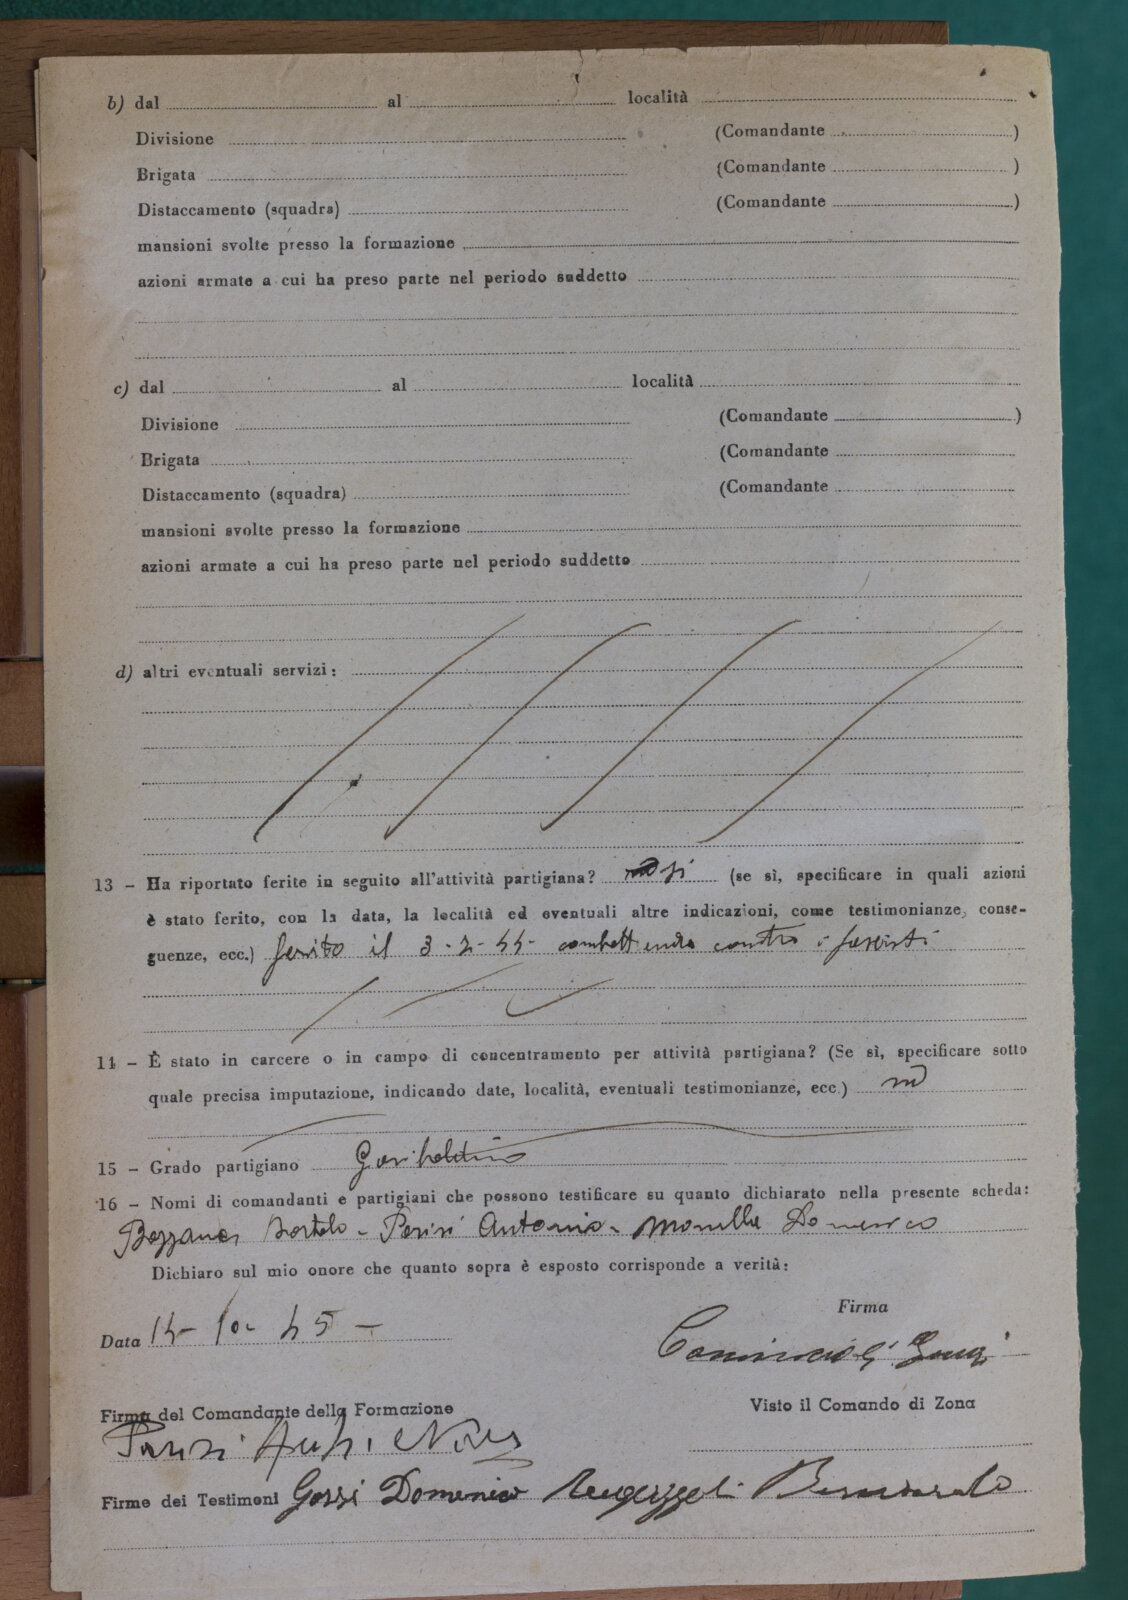 b) dal al località
Divisione (Comandante )
Brigata (Comandante )
Distaccamento (squadra) (Comandante )
mansioni svolte presso la formazione
azioni armate a cui ha preso parte nel periodo suddetto
c) dal al località
Divisione (Comandante )
Brigata (Comandante
Distaccamento (squadra) (Comandante
mansioni svolte presso la formazione
azioni armate a cui ha preso parte nel periodo suddetto
d) altri eventuali servizi:
13 - Ha riportato ferite in seguito all'attività partigiana? si (se sì, specificare in quali azioni
è stato ferito, con la data, la località ed eventuali altre indicazioni, come testimonianze, conse-
guenze, ecc.) ferito il combattendo contro i fascisti
14 - È stato in carcere o in campo di concentramento per attività partigiana? (Se sì, specificare sotto
quale precisa imputazione, indicando date, località, eventuali testimonianze, ecc.) no
15 - Grado partigiano Garibaldino
16 - Nomi di comandanti e partigiani che possono testificare su quanto dichiarato nella presente scheda:
Bortolo - Parisi Antonio - Domenico
Dichiaro sul mio onore che quanto sopra è esposto corrisponde a verità:
Firma
Data 14-10-45 -
Firma del Comandante della Formazione Visto il Comando di Zona
Parisi
Firme dei Testimoni Gozzi Domenico